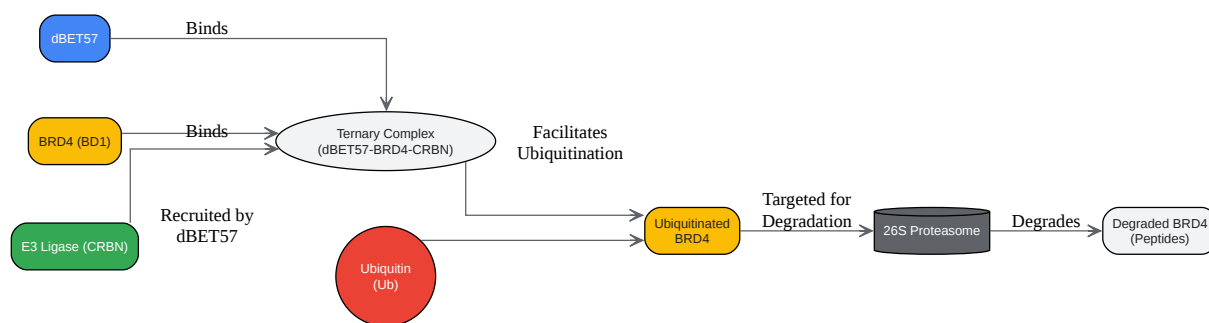 dBET57
Binds
BRD4 (BD1)
Binds
Ternary Complex
(dBET57-BRD4-CRBN)
Facilitates
Ubiquitination
E3 Ligase (CRBN)
Recruited by
dBET57
Ubiquitin
(Ub)
Ubiquitinated
BRD4
Targeted for
Degradation
26S Proteasome
Degrades
Degraded BRD4
(Peptides)